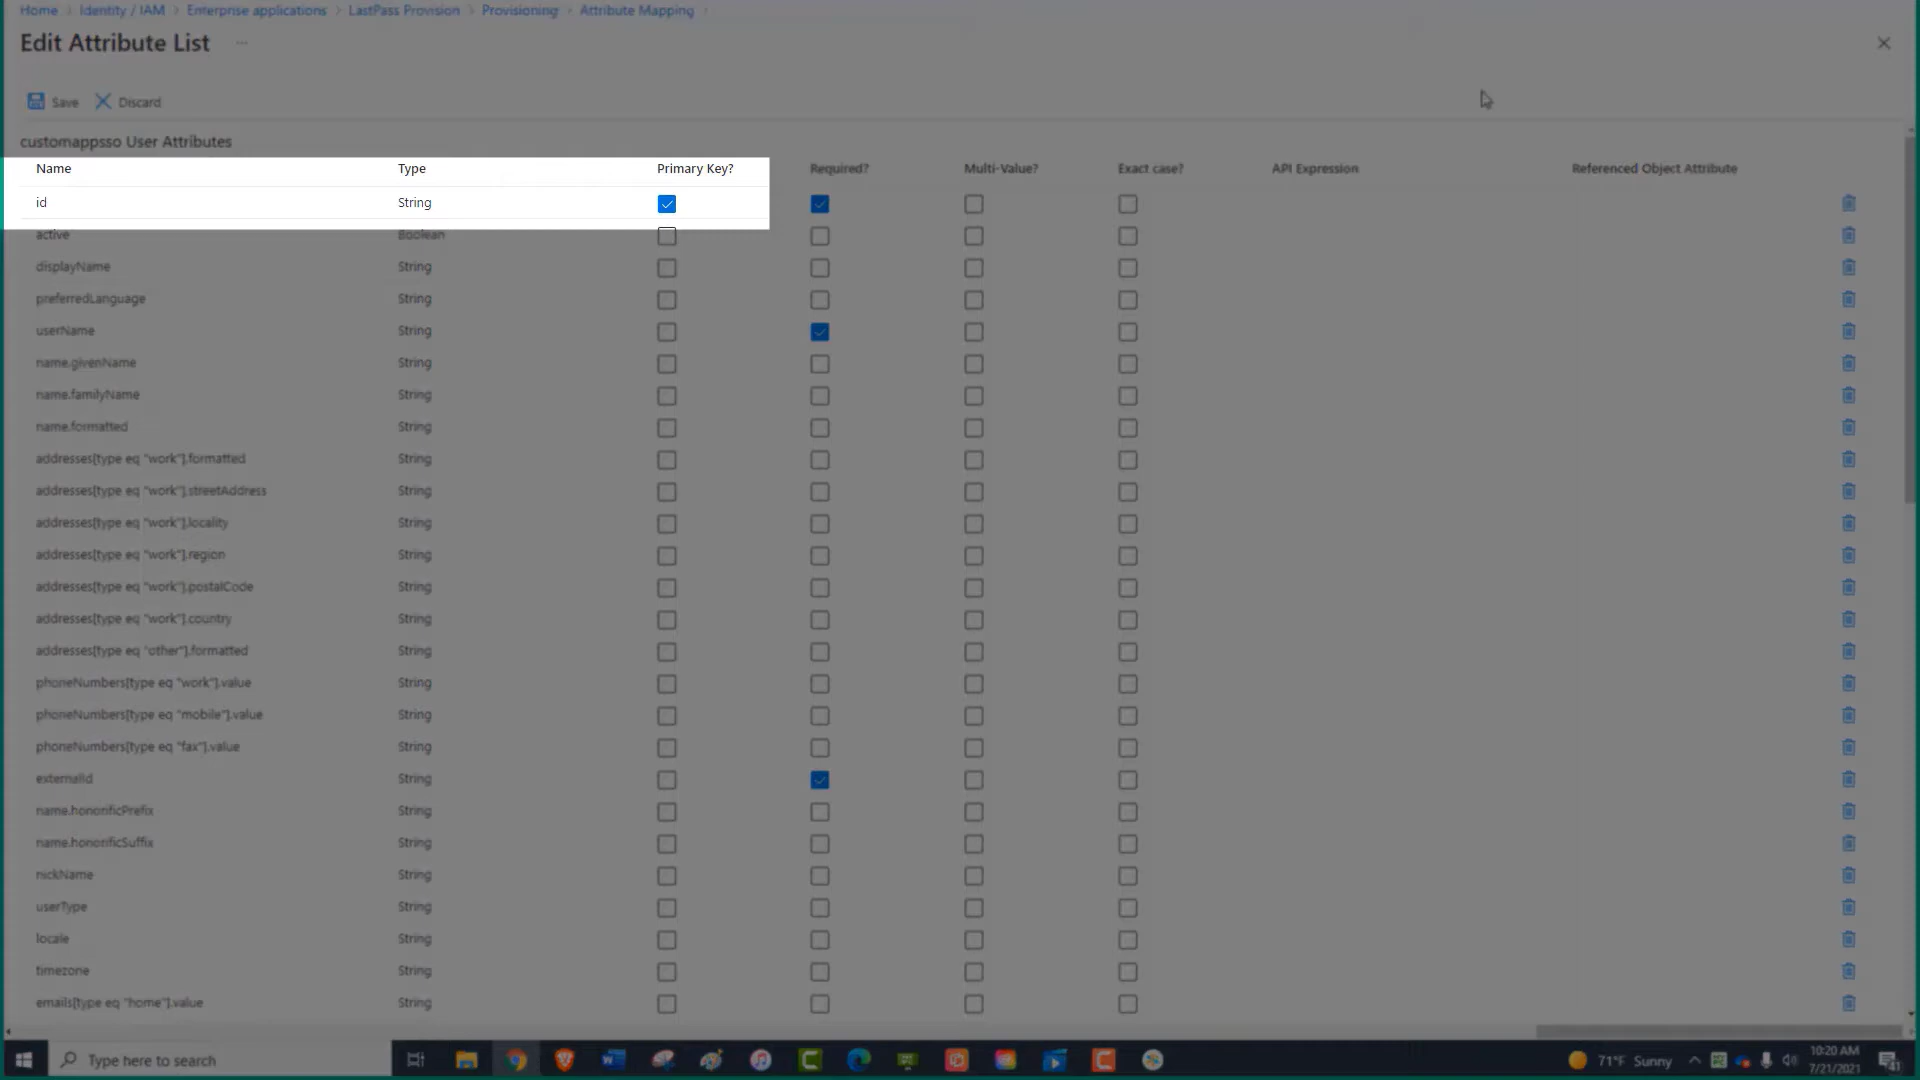 Home > Identity / IAM > Enterprise applications > LastPass Provision > Provisioning > Attribute Mapping >
Edit Attribute List ...
Save Discard
customappsso User Attributes
Name Type Primary Key? Required? Multi-Value? Exact case? API Expression Referenced Object Attribute
id String
active Boolean
displayName String
preferredLanguage String
userName String
name.givenName String
name.familyName String
name.formatted String
addresses[type eq "work"].formatted String
addresses[type eq "work"].streetAddress String
addresses[type eq "work"].locality String
addresses[type eq "work"].region String
addresses[type eq "work"].postalCode String
addresses[type eq "work"].country String
addresses[type eq "other"].formatted String
phoneNumbers[type eq "work"].value String
phoneNumbers[type eq "mobile"].value String
phoneNumbers[type eq "fax"].value String
externalId String
name.honorificPrefix String
name.honorificSuffix String
nickName String
userType String
locale String
timezone String
emails[type eq "home"].value String
Type here to search
71°F Sunny
10:20 AM
7/21/2021